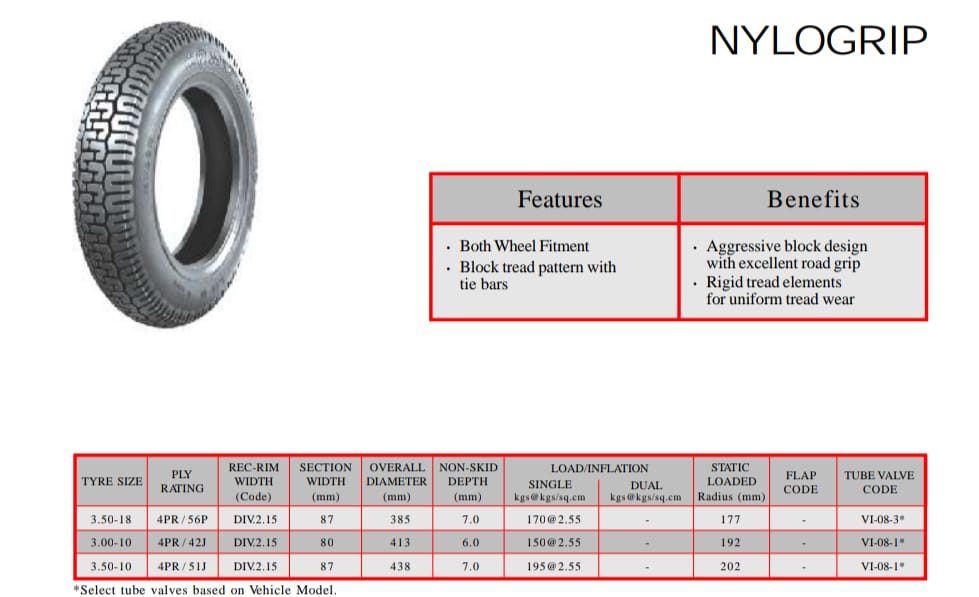 NYLOGRIP
Features
Benefits
· Both Wheel Fitment
· Block tread pattern with
tie bars
· Aggressive block design
with excellent road grip
· Rigid tread elements
for uniform tread wear
TYRE SIZE PLY RATING REC-RIM WIDTH (Code) SECTION WIDTH (mm) OVERALL DIAMETER (mm) NON-SKID DEPTH (mm) LOAD/INFLATION SINGLE kgs@kgs/sq.cm DUAL kgs@kgs/sq.cm STATIC LOADED Radius (mm) FLAP CODE TUBE VALVE CODE
3.50-18 4PR/56P DIV.2.15 87 385 7.0 170@2.55 - 177 - VI-08-3*
3.00-10 4PR/42J DIV.2.15 80 413 6.0 150@2.55 - 192 - VI-08-1*
3.50-10 4PR/51J DIV.2.15 87 438 7.0 195@2.55 - 202 - VI-08-1*
*Select tube valves based on Vehicle Model.